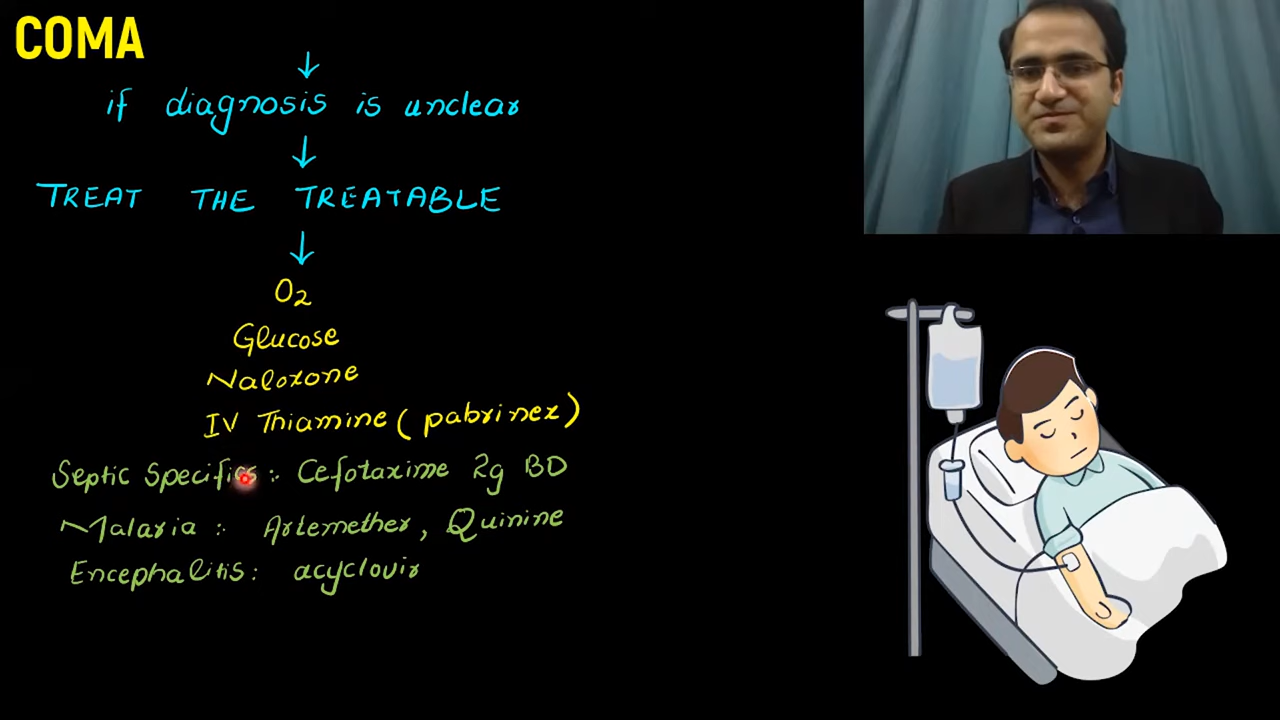 COMA
↓
if diagnosis is unclear
↓
TREAT THE TREATABLE
↓
O2
Glucose
Naloxone
IV Thiamine (pabrinex)
Septic Specifics: Cefotaxime 2g BD
Malaria: Artemether, Quinine
Encephalitis: acyclovir